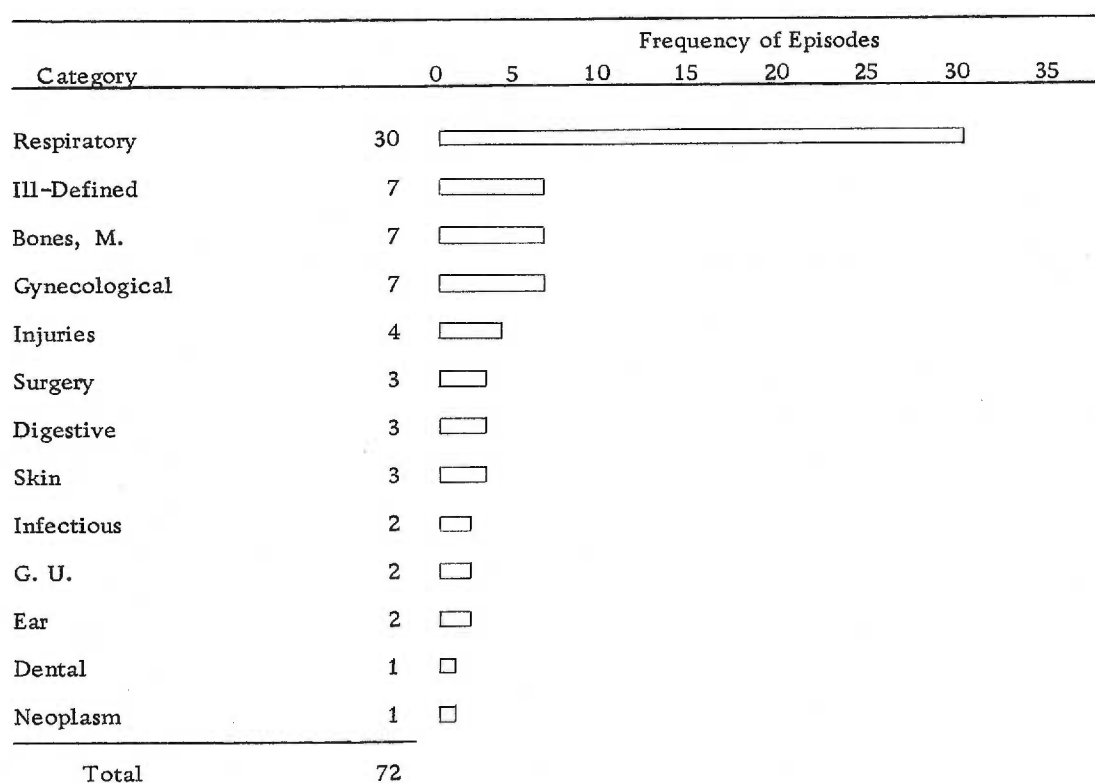 Frequency of Episodes
Category 0 5 10 15 20 25 30 35
Respiratory 30
Ill-Defined 7
Bones, M. 7
Gynecological 7
Injuries 4
Surgery 3
Digestive 3
Skin 3
Infectious 2
G. U. 2
Ear 2
Dental 1
Neoplasm 1
Total 72